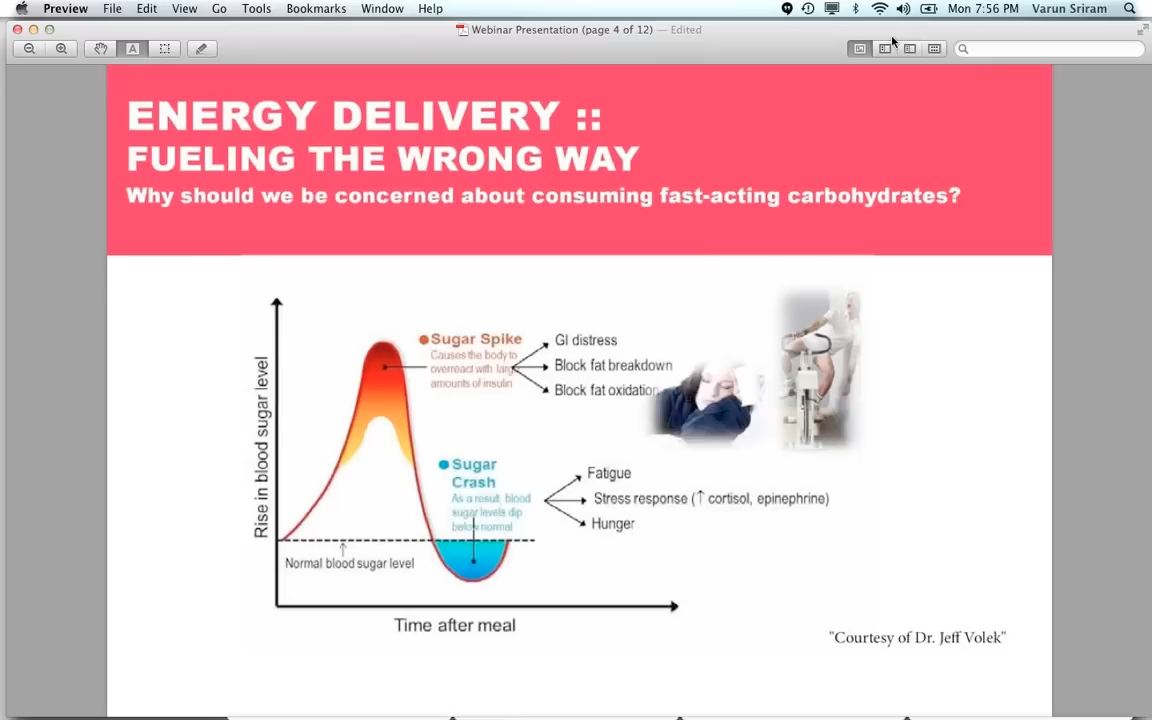 Preview File Edit View Go Tools Bookmarks Window Help Mon 7:56 PM Varun Sriram
Webinar Presentation (page 4 of 12) — Edited
A
ENERGY DELIVERY ::
FUELING THE WRONG WAY
Why should we be concerned about consuming fast-acting carbohydrates?
Rise in blood sugar level
Sugar Spike
Causes the body to
overreact with larg
amounts of insulin
GI distress
Block fat breakdown
Block fat oxidation
Sugar
Crash
As a result, blood
sugar levels dip
below normal
Fatigue
Stress response (↑ cortisol, epinephrine)
Hunger
Normal blood sugar level
Time after meal
"Courtesy of Dr. Jeff Volek"